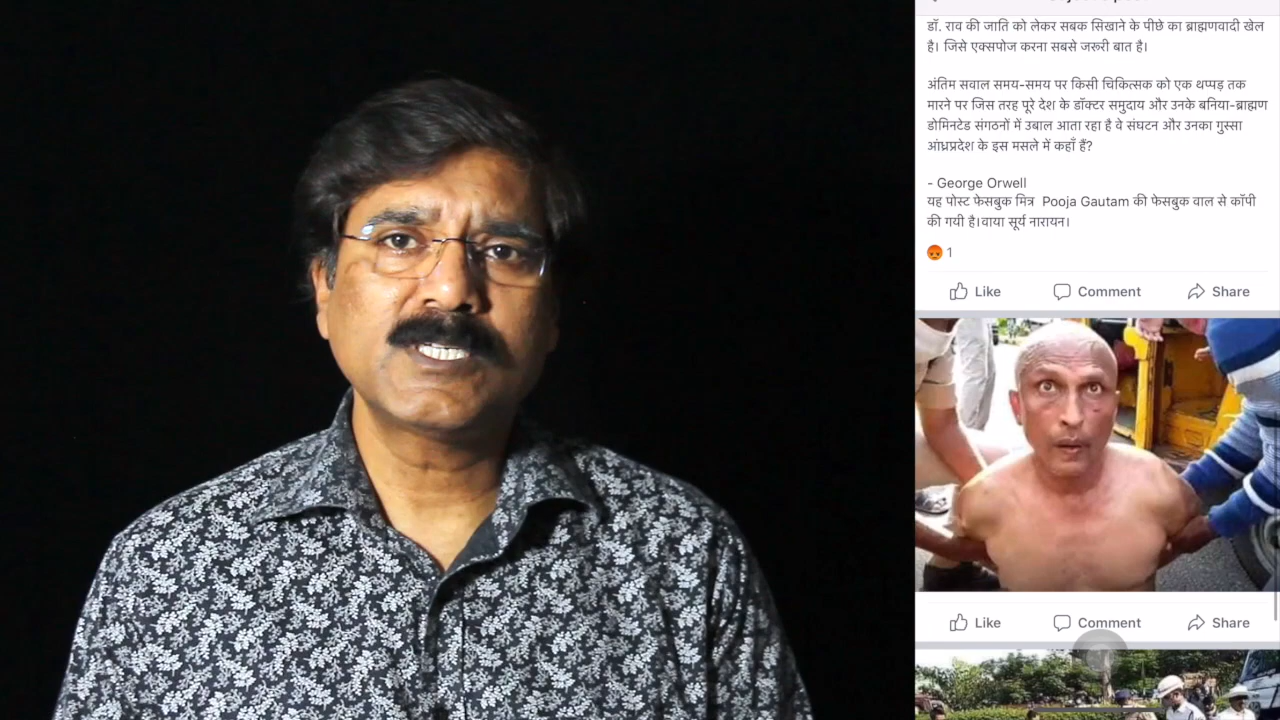 डॉ. राव की जाति को लेकर सबक सिखाने के पीछे का ब्राह्मणवादी खेल
है। जिसे एक्सपोज करना सबसे जरूरी बात है।
अंतिम सवाल समय-समय पर किसी चिकित्सक को एक थप्पड़ तक
मारने पर जिस तरह पूरे देश के डॉक्टर समुदाय और उनके बनिया-ब्राह्मण
डोमिनटेड संगठनों में उबाल आता रहा है वे संघटन और उनका गुस्सा
आंध्रप्रदेश के इस मसले में कहाँ हैं?
- George Orwell
यह पोस्ट फेसबुक मित्र Pooja Gautam की फेसबुक वाल से कॉपी
की गयी है।वाया सूर्य नारायन।
1
Like Comment Share
Like Comment Share